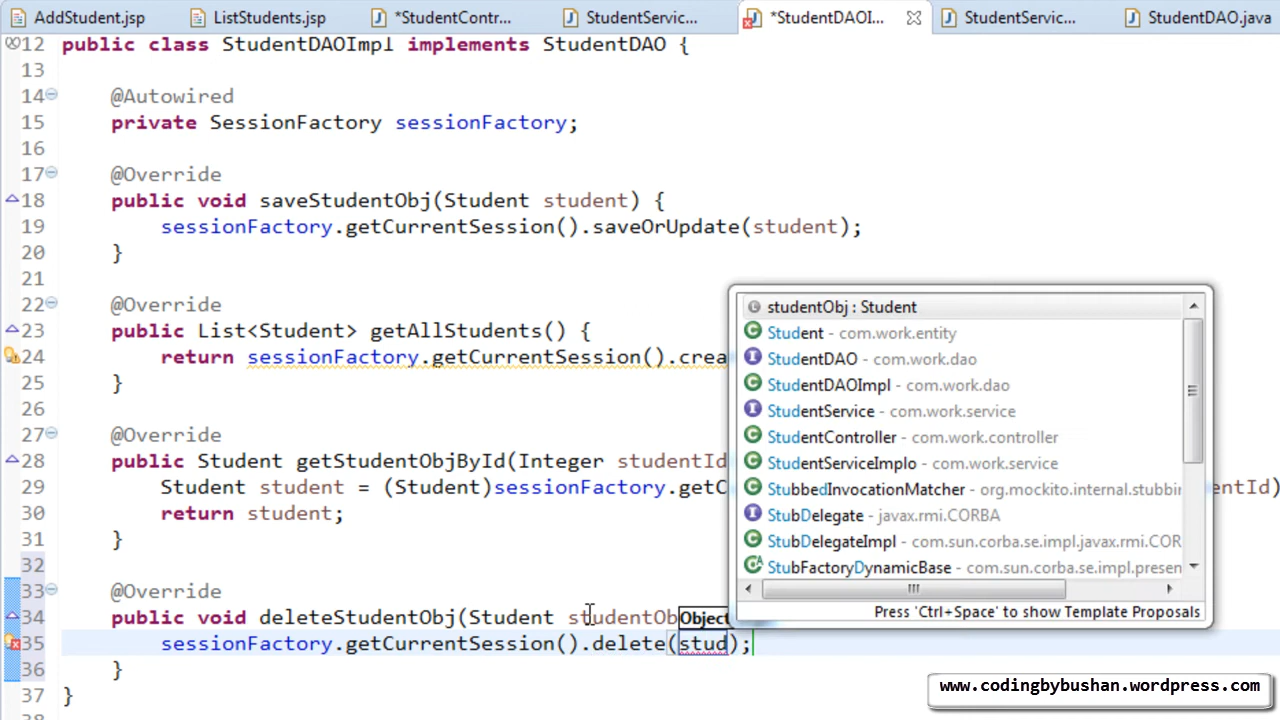 AddStudent.jsp ListStudents.jsp *StudentContr... StudentServic... *StudentDAOI... StudentServic... StudentDAO.java
12 public class StudentDAOImpl implements StudentDAO {
13
14 @Autowired
15 private SessionFactory sessionFactory;
16
17 @Override
18 public void saveStudentObj(Student student) {
19 sessionFactory.getCurrentSession().saveOrUpdate(student);
20 }
21
22 @Override
23 public List<Student> getAllStudents() {
24 return sessionFactory.getCurrentSession().crea
25 }
26
27 @Override
28 public Student getStudentObjById(Integer studentId
29 Student student = (Student)sessionFactory.getC entId)
30 return student;
31 }
32
33 @Override
34 public void deleteStudentObj(Student studentOb Object
35 sessionFactory.getCurrentSession().delete(stud);
36 }
37 }
studentObj : Student
Student - com.work.entity
StudentDAO - com.work.dao
StudentDAOImpl - com.work.dao
StudentService - com.work.service
StudentController - com.work.controller
StudentServiceImplo - com.work.service
StubbedInvocationMatcher - org.mockito.internal.stubbin
StubDelegate - javax.rmi.CORBA
StubDelegateImpl - com.sun.corba.se.impl.javax.rmi.COR
StubFactoryDynamicBase - com.sun.corba.se.impl.presen
Press 'Ctrl+Space' to show Template Proposals
www.codingbybushan.wordpress.com